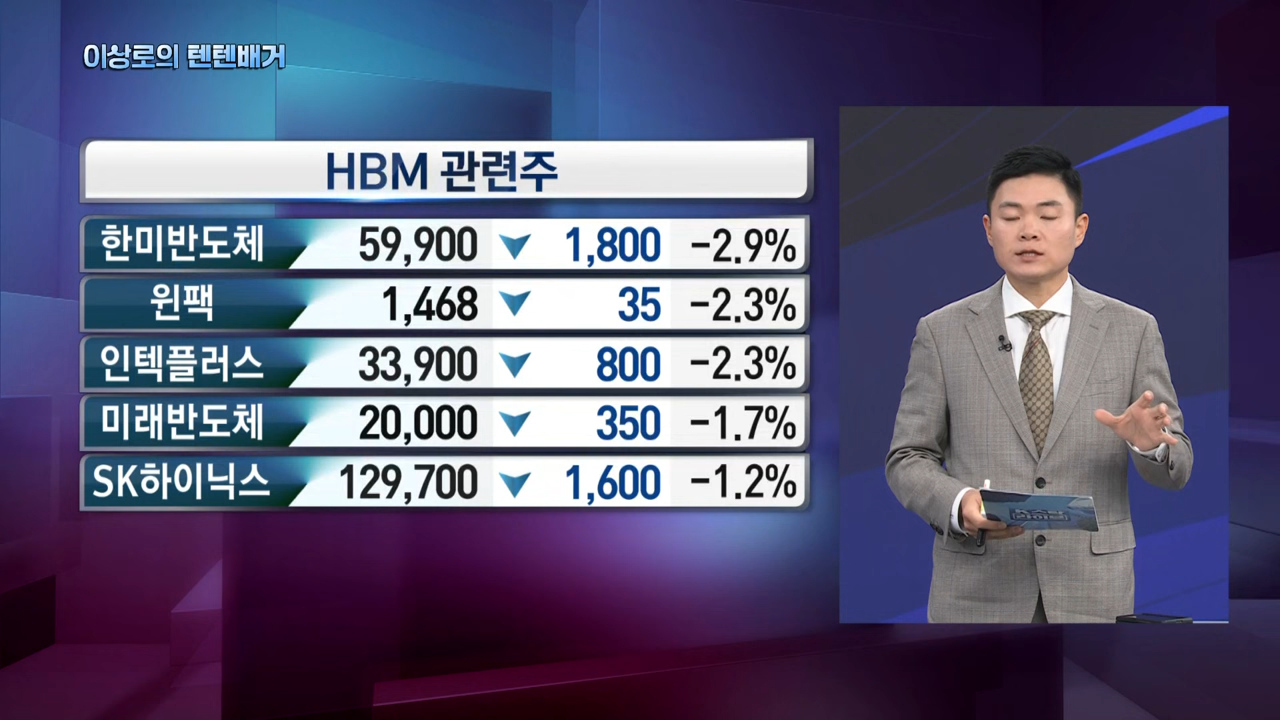 이상로의 텐텐배거
HBM 관련주
한미반도체 59,900 ▼ 1,800 -2.9%
윈팩 1,468 ▼ 35 -2.3%
인텍플러스 33,900 ▼ 800 -2.3%
미래반도체 20,000 ▼ 350 -1.7%
SK하이닉스 129,700 ▼ 1,600 -1.2%